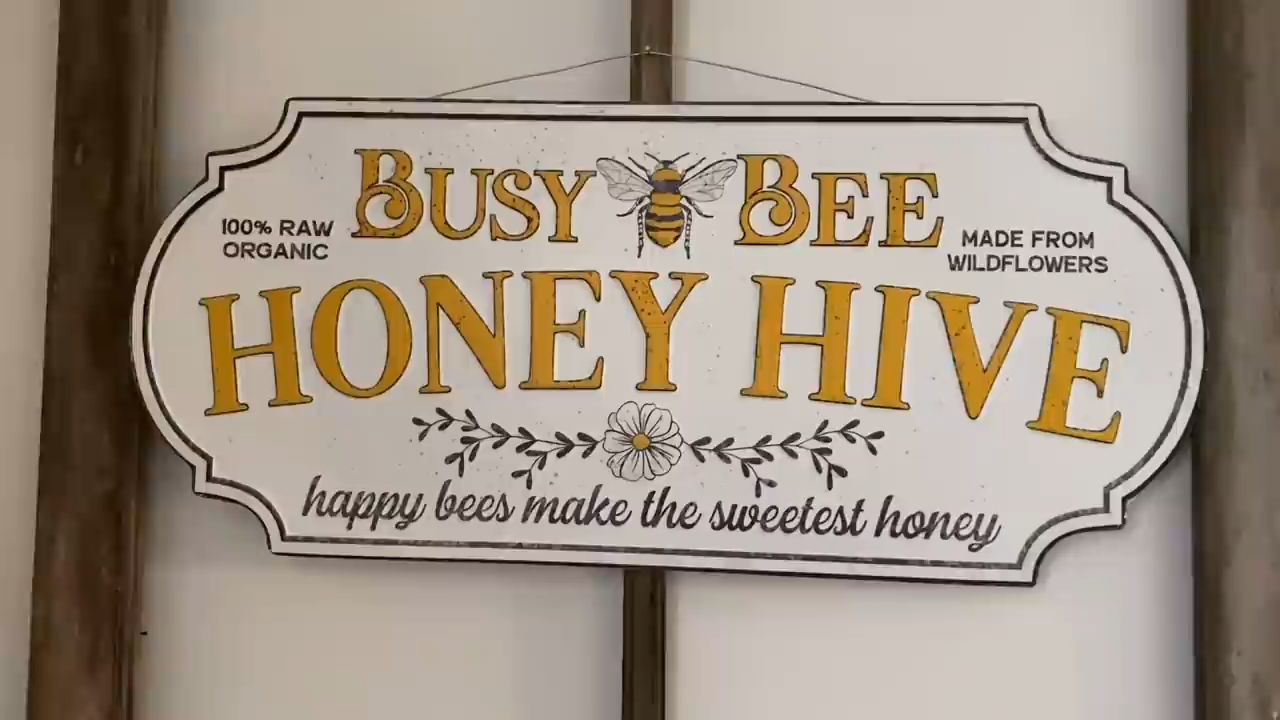 BUSY BEE
100% RAW
ORGANIC
MADE FROM
WILDFLOWERS
HONEY HIVE
happy bees make the sweetest honey